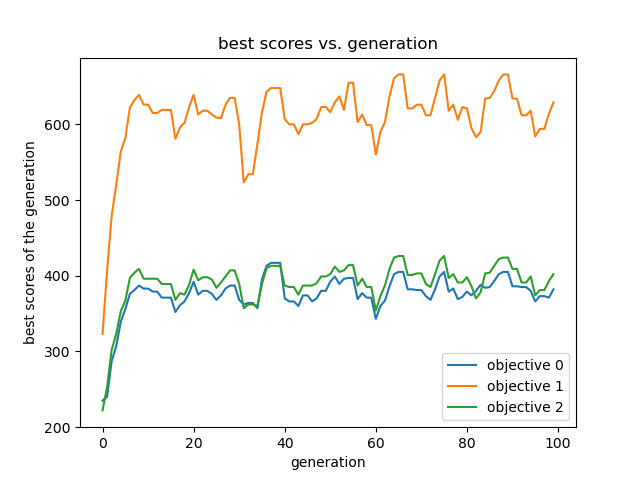 best scores vs. generation
best scores of the generation
600
500
400
300
200
0
20
40
60
80
100
generation
objective 0
objective 1
objective 2